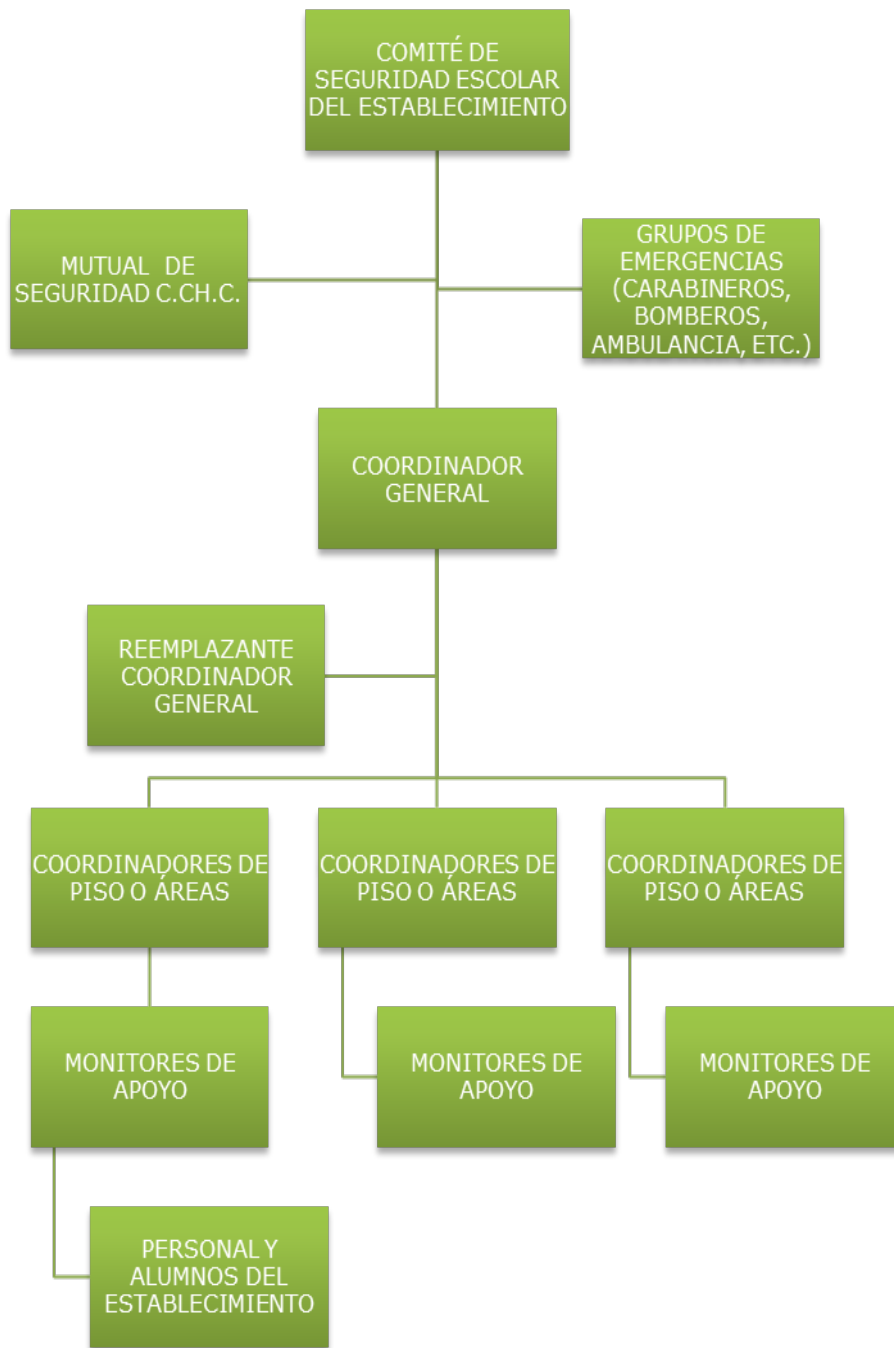 COMITÉ DE
SEGURIDAD ESCOLAR
DEL ESTABLECIMIENTO
MUTUAL DE
SEGURIDAD C.CH.C.
GRUPOS DE
EMERGENCIAS
(CARABINEROS,
BOMBEROS,
AMBULANCIA, ETC.)
COORDINADOR
GENERAL
REEMPLAZANTE
COORDINADOR
GENERAL
COORDINADORES DE
PISO O ÁREAS
COORDINADORES DE
PISO O ÁREAS
COORDINADORES DE
PISO O ÁREAS
MONITORES DE
APOYO
MONITORES DE
APOYO
MONITORES DE
APOYO
PERSONAL Y
ALUMNOS DEL
ESTABLECIMIENTO